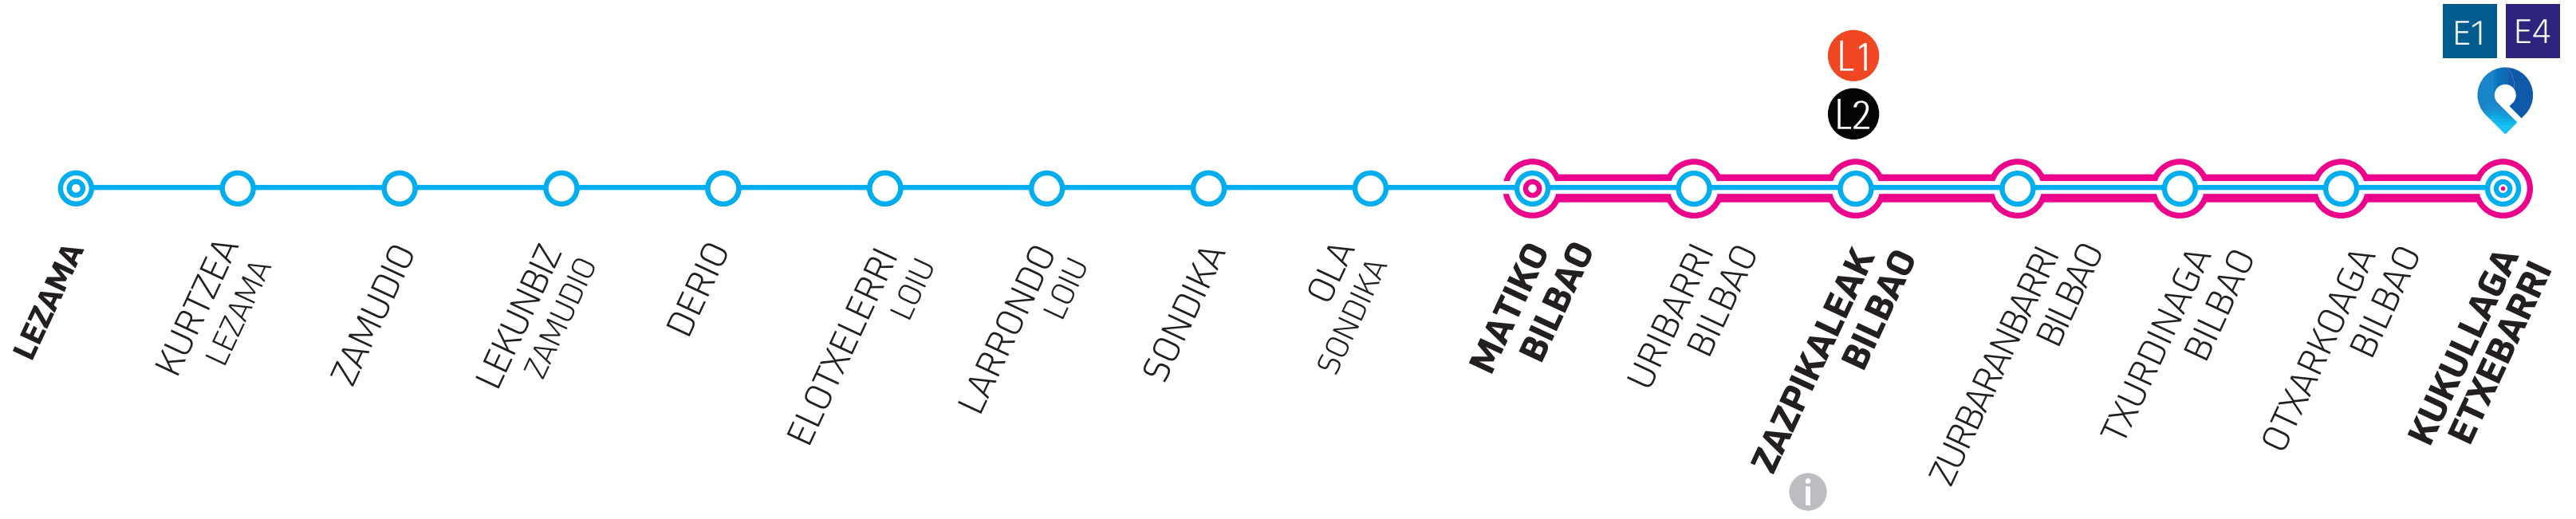 E1
E4
L1
L2
LEZAMA
KURTZEA
LEZAMA
ZAMUDIO
LEKUNBIZ
ZAMUDIO
DERIO
ELOTXELERRI
LOIU
LARRONDO
LOIU
SONDIKA
OLA
SONDIKA
MATIKO
BILBAO
URIBARRI
BILBAO
ZAZPIKALEAK
BILBAO
ZURBARANBARRI
BILBAO
TXURDINAGA
BILBAO
OTXARKOAGA
BILBAO
KUKULLAGA
ETXEBARRI
i